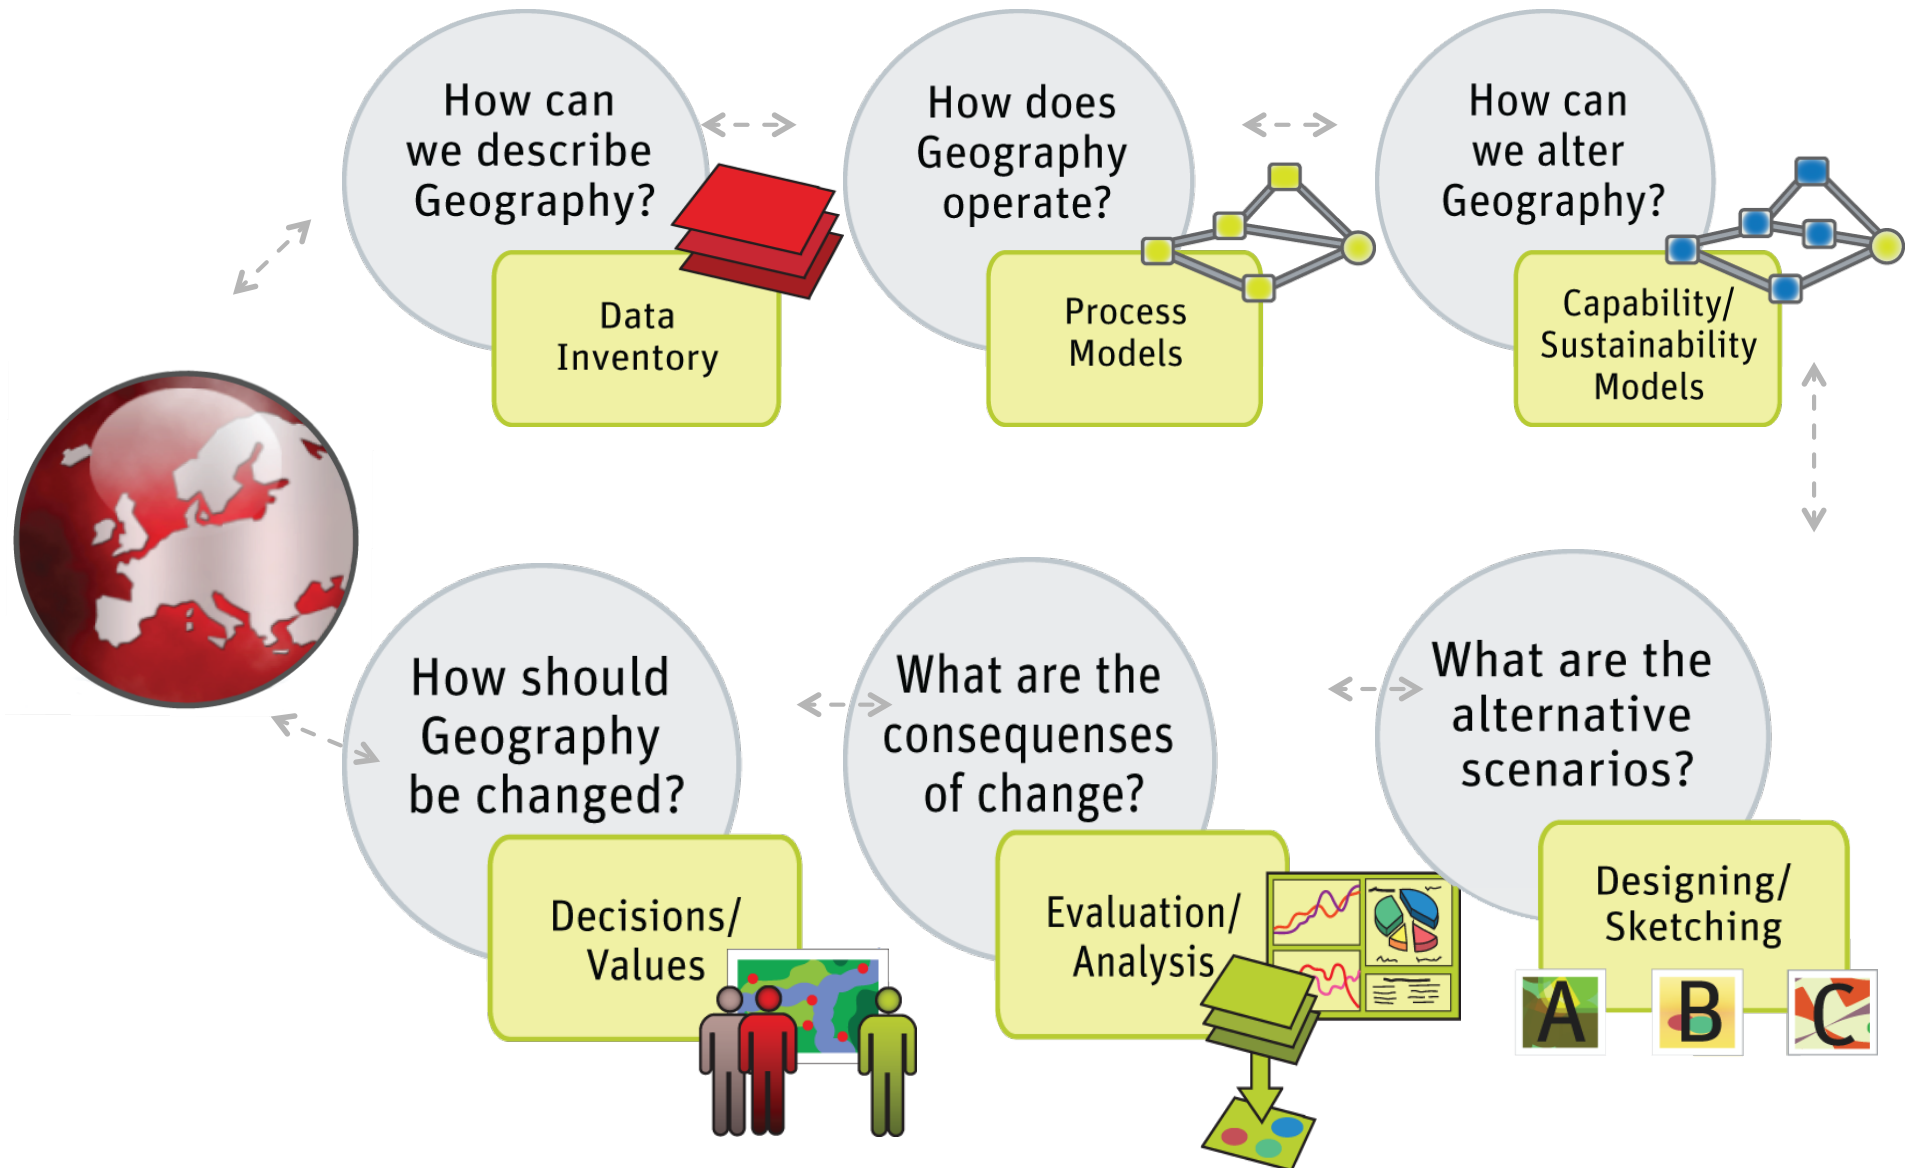 How can
we describe
Geography?
Data
Inventory
How does
Geography
operate?
Process
Models
How can
we alter
Geography?
Capability/
Sustainability
Models
How should
Geography
be changed?
Decisions/
Values
What are the
consequenses
of change?
Evaluation/
Analysis
What are the
alternative
scenarios?
Designing/
Sketching
A B C